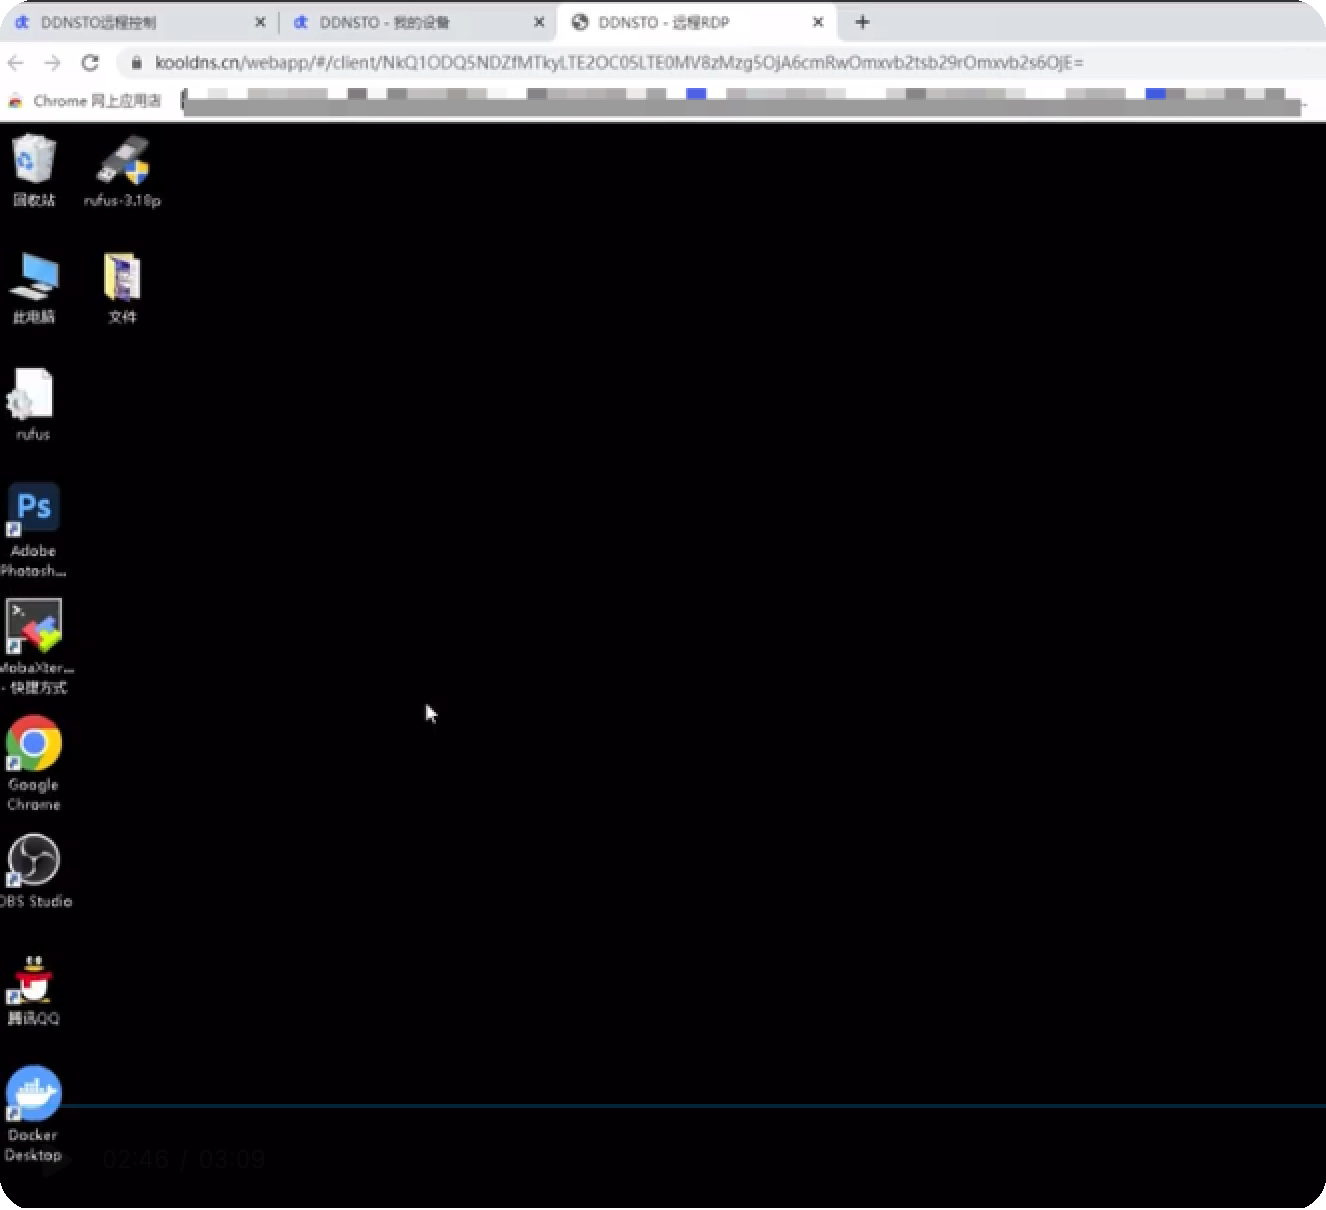 DDNSTO远程控制
DDNSTO - 我的设备
DDNSTO - 远程RDP
kooldns.cn/webapp/#/client/NkQ1ODQ5NDZfMTkyLTE2OC05LTE0MV8zMzg5OjA6cmRwOmxvb2tsb29rOmxvb2s6OjE=
Chrome 网上应用店
回收站
rufus-3.18p
此电脑
文件
rufus
Ps
Adobe
Photosh...
MobaXter...
- 快捷方式
Google
Chrome
OBS Studio
腾讯QQ
Docker
Desktop
02:46 / 03:09